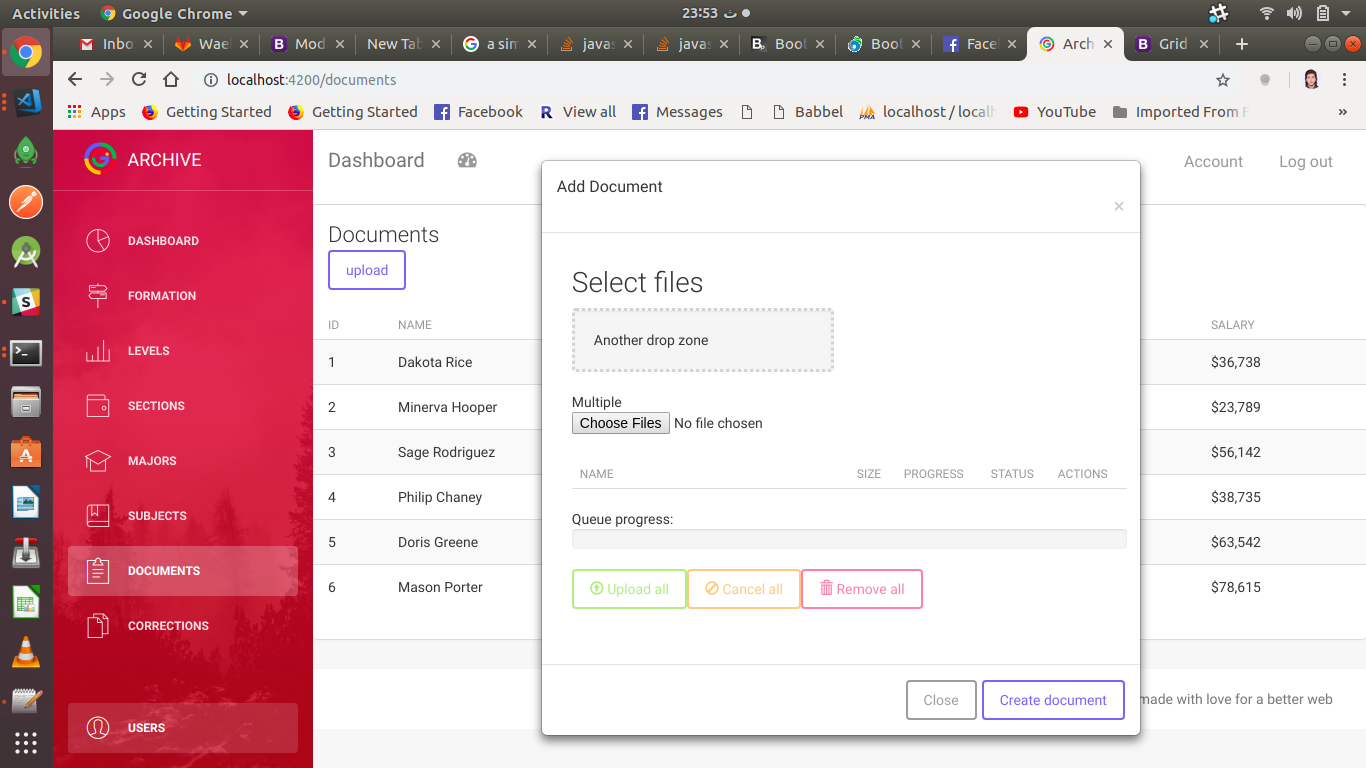 Activities Google Chrome 23:53 ث
Inbo Wael Mod New Tab a sim javas javas Boot Boot Face Arch Grid
localhost:4200/documents
Apps Getting Started Getting Started Facebook View all Messages Babbel localhost / local YouTube Imported From F »
ARCHIVE
Dashboard
Account Log out
DASHBOARD
FORMATION
LEVELS
SECTIONS
MAJORS
SUBJECTS
DOCUMENTS
CORRECTIONS
USERS
Documents
upload
ID NAME SALARY
1 Dakota Rice $36,738
2 Minerva Hooper $23,789
3 Sage Rodriguez $56,142
4 Philip Chaney $38,735
5 Doris Greene $63,542
6 Mason Porter $78,615
made with love for a better web
Add Document
×
Select files
Another drop zone
Multiple
Choose Files No file chosen
NAME SIZE PROGRESS STATUS ACTIONS
Queue progress:
Upload all Cancel all Remove all
Close Create document